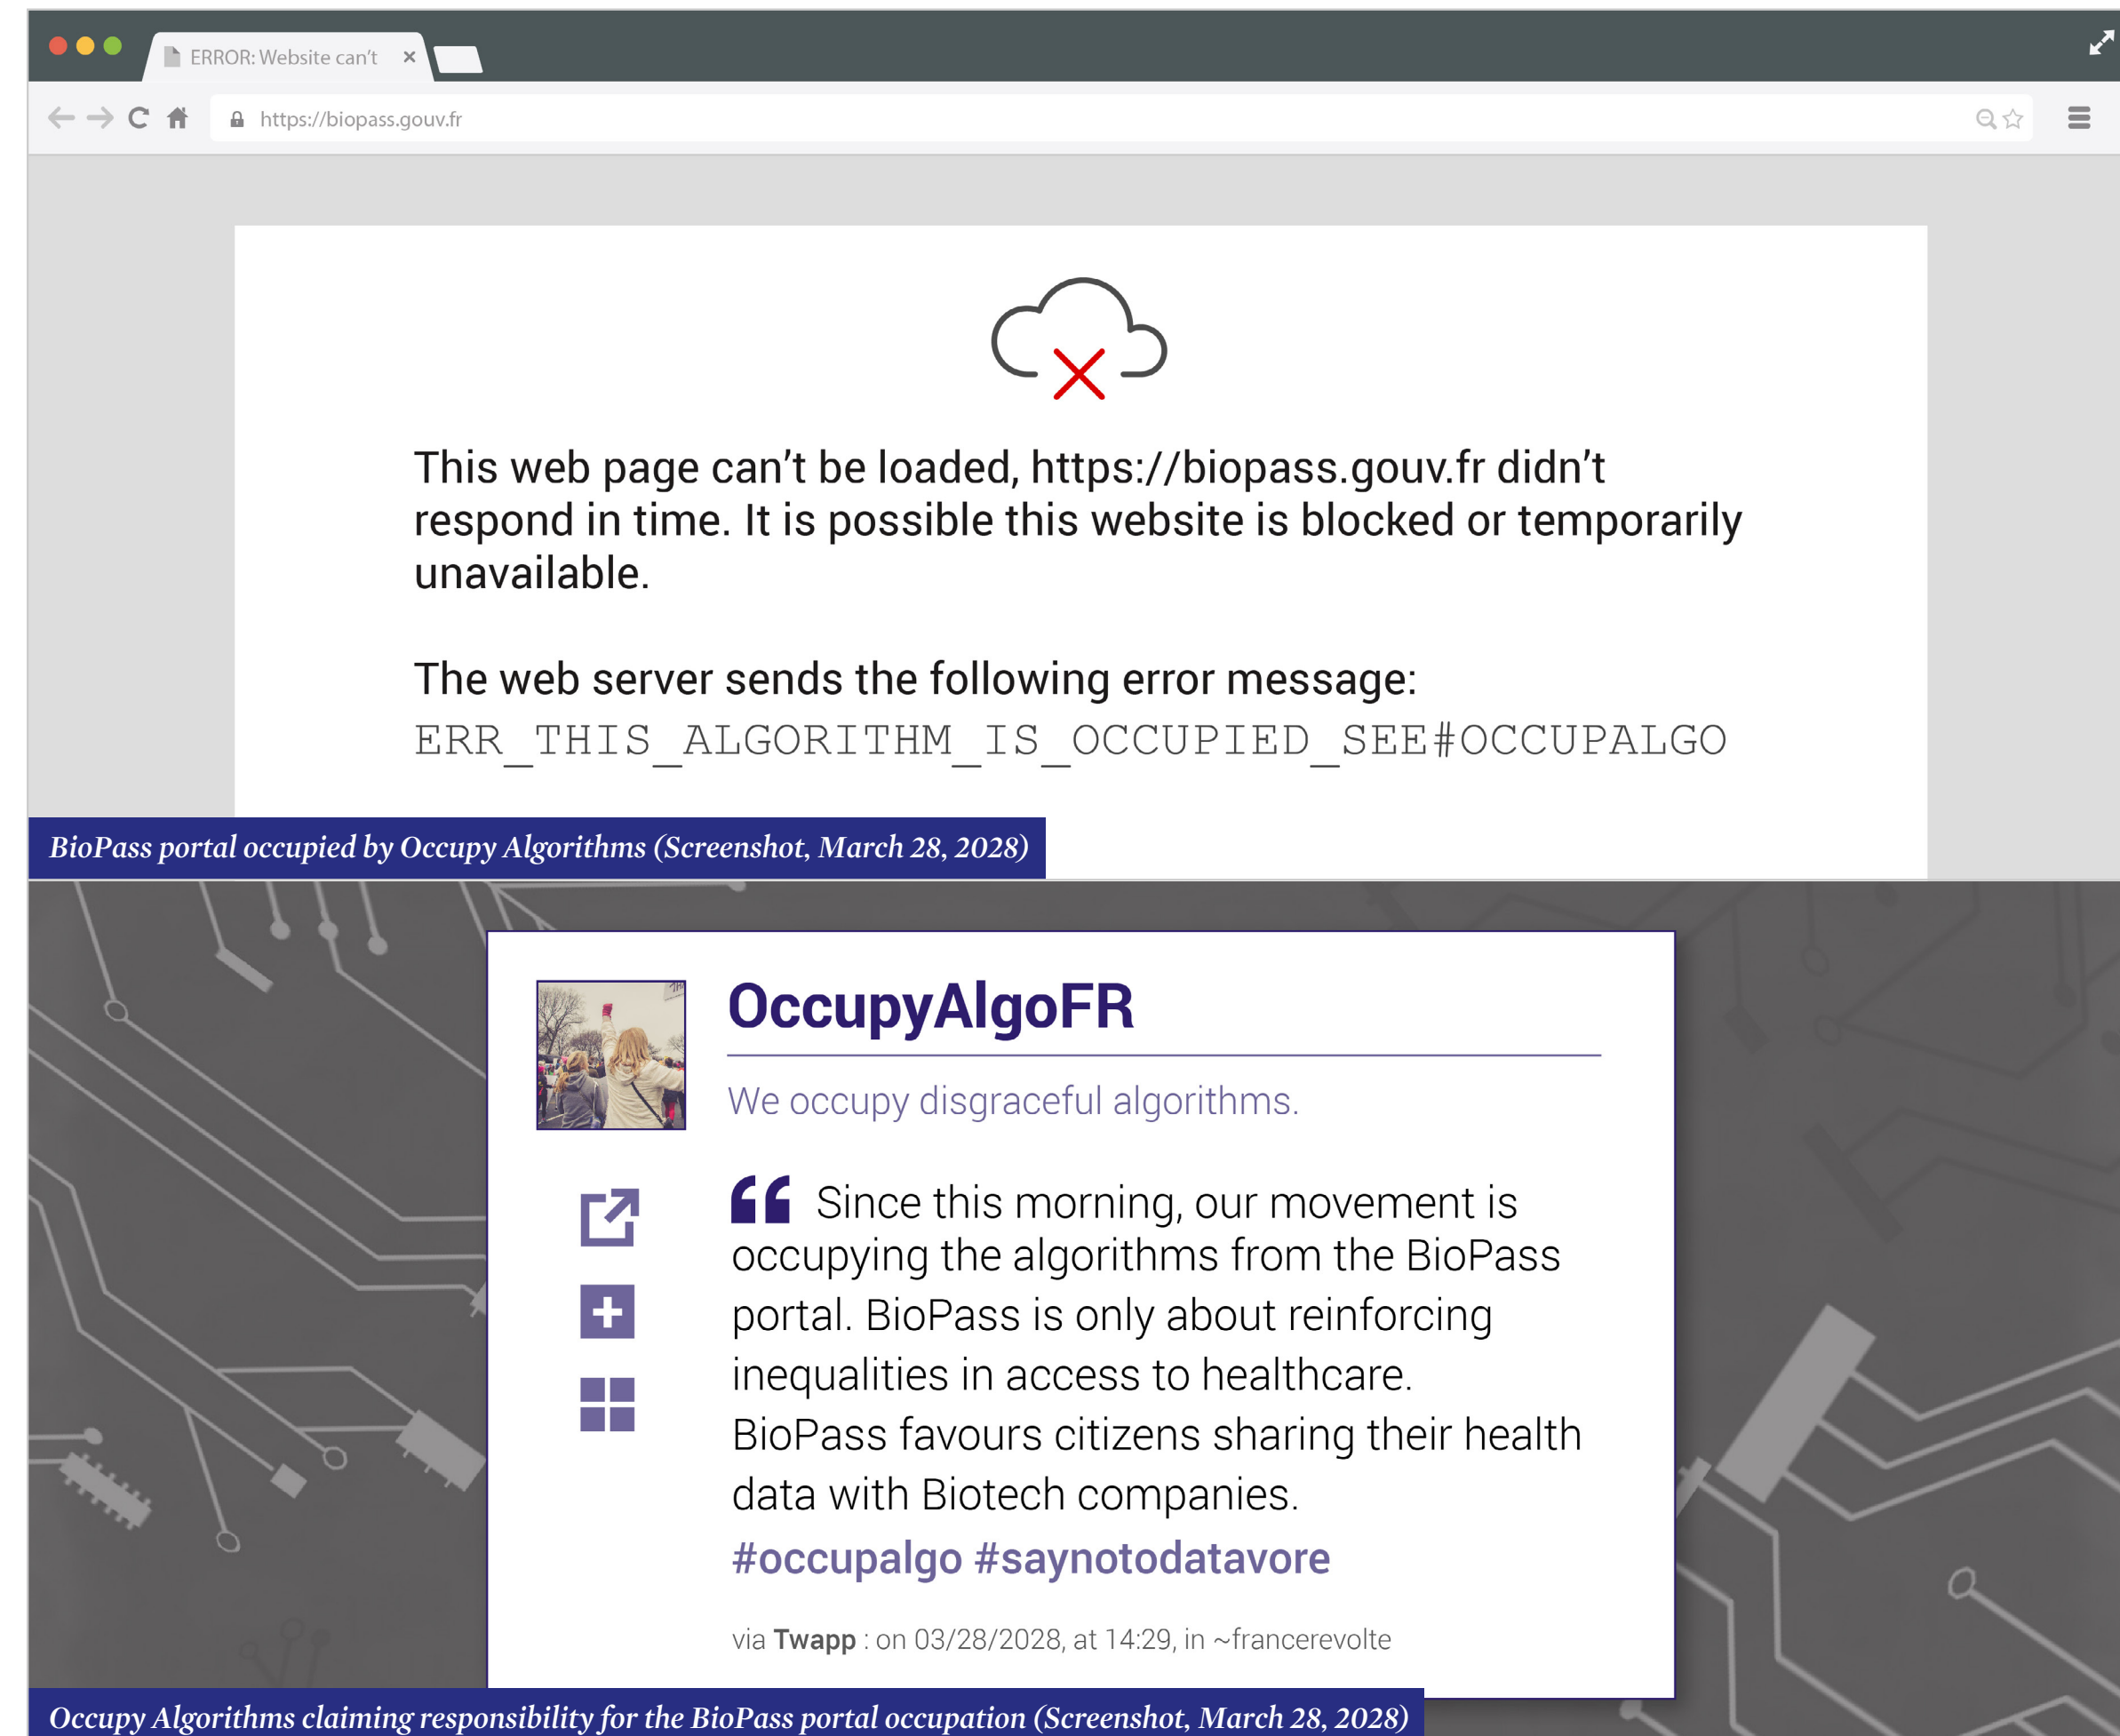 ERROR: Website can't
https://biopass.gouv.fr
This web page can't be loaded, https://biopass.gouv.fr didn't
respond in time. It is possible this website is blocked or temporarily
unavailable.
The web server sends the following error message:
ERR_THIS_ALGORITHM_IS_OCCUPIED_SEE#OCCUPALGO
BioPass portal occupied by Occupy Algorithms (Screenshot, March 28, 2028)
OccupyAlgoFR
We occupy disgraceful algorithms.
“ Since this morning, our movement is
occupying the algorithms from the BioPass
portal. BioPass is only about reinforcing
inequalities in access to healthcare.
BioPass favours citizens sharing their health
data with Biotech companies.
#occupalgo #saynotodatavore
via Twapp : on 03/28/2028, at 14:29, in ~francerevolte
Occupy Algorithms claiming responsibility for the BioPass portal occupation (Screenshot, March 28, 2028)